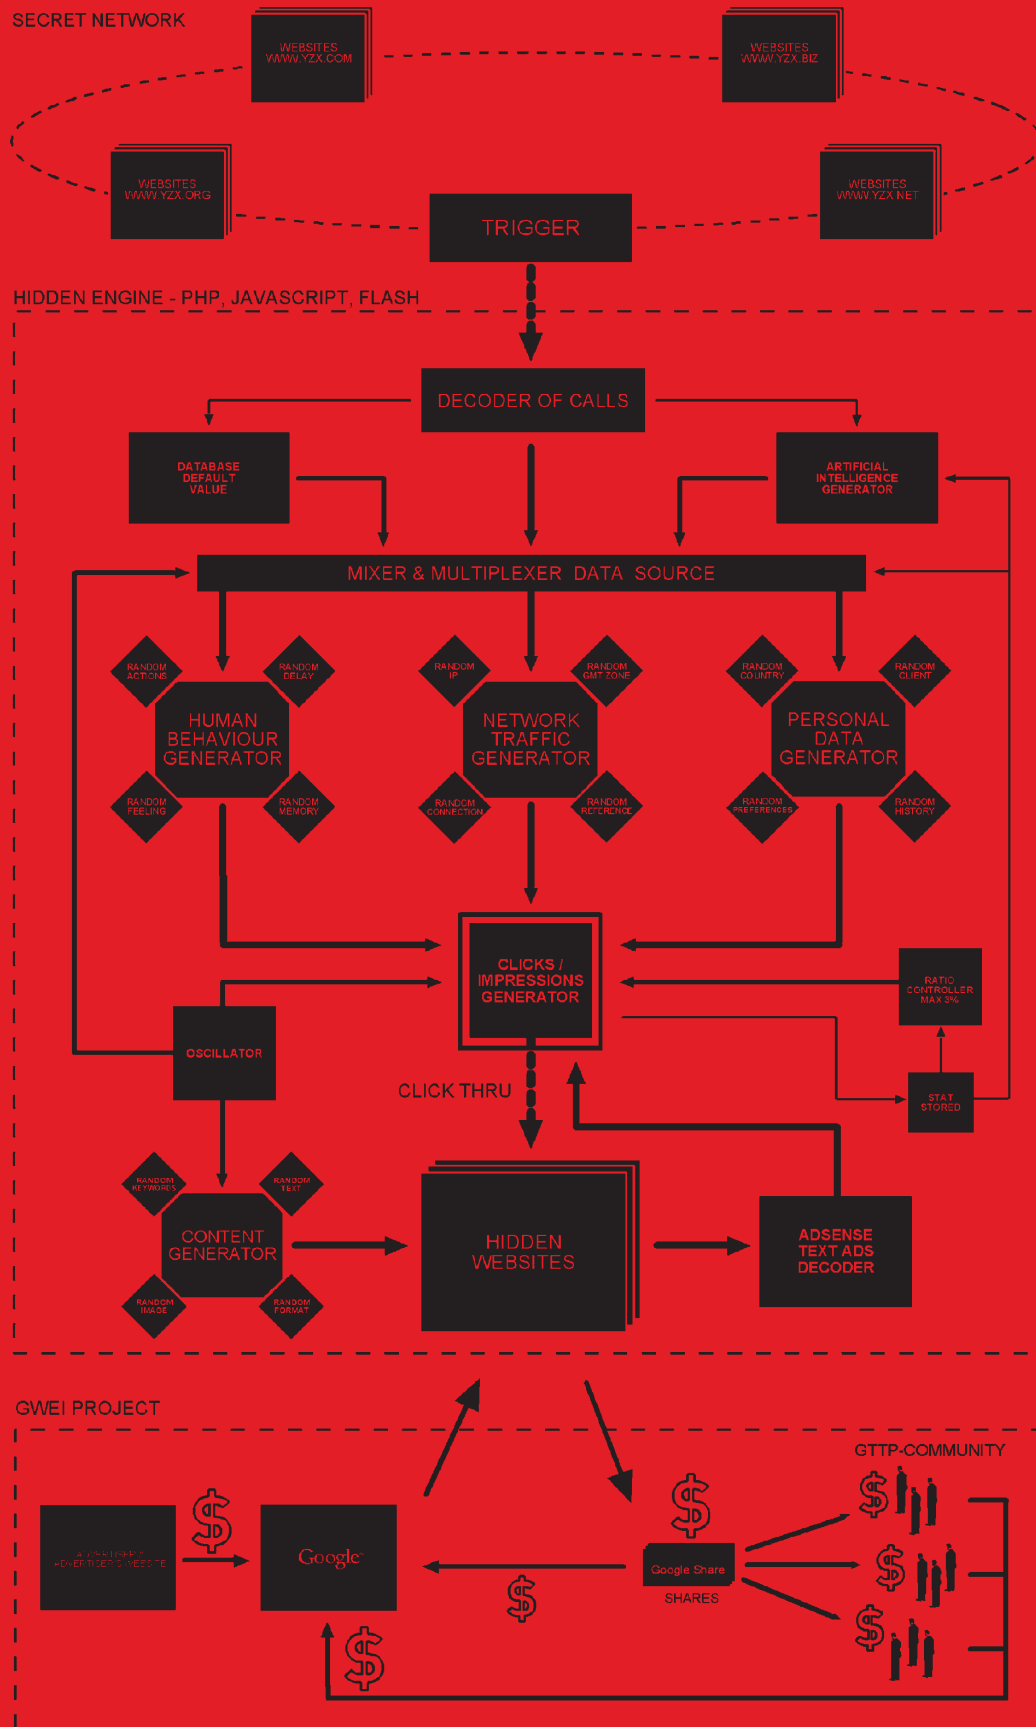 SECRET NETWORK
WEBSITES
WWW.YZX.COM
WEBSITES
WWW.YZX.BIZ
WEBSITES
WWW.YZX.ORG
WEBSITES
WWW.YZX.NET
TRIGGER
HIDDEN ENGINE - PHP, JAVASCRIPT, FLASH
DECODER OF CALLS
DATABASE
DEFAULT
VALUE
ARTIFICIAL
INTELLIGENCE
GENERATOR
MIXER & MULTIPLEXER DATA SOURCE
RANDOM
ACTIONS
RANDOM
DELAY
HUMAN
BEHAVIOUR
GENERATOR
RANDOM
FEELING
RANDOM
MEMORY
RANDOM
IP
RANDOM
GMT ZONE
NETWORK
TRAFFIC
GENERATOR
RANDOM
CONNECTION
RANDOM
REFERENCE
RANDOM
COUNTRY
RANDOM
CLIENT
PERSONAL
DATA
GENERATOR
RANDOM
PREFERENCES
RANDOM
HISTORY
CLICKS /
IMPRESSIONS
GENERATOR
RATIO
CONTROLLER
MAX 3%
OSCILLATOR
CLICK THRU
STAT
STORED
RANDOM
KEYWORDS
RANDOM
TEXT
CONTENT
GENERATOR
RANDOM
IMAGE
RANDOM
FORMAT
HIDDEN
WEBSITES
ADSENSE
TEXT ADS
DECODER
GWEI PROJECT
GTTP-COMMUNITY
$
$
$
ADVERTISER'S WEBSITE
Google
Google Share
SHARES
$
$
$
$